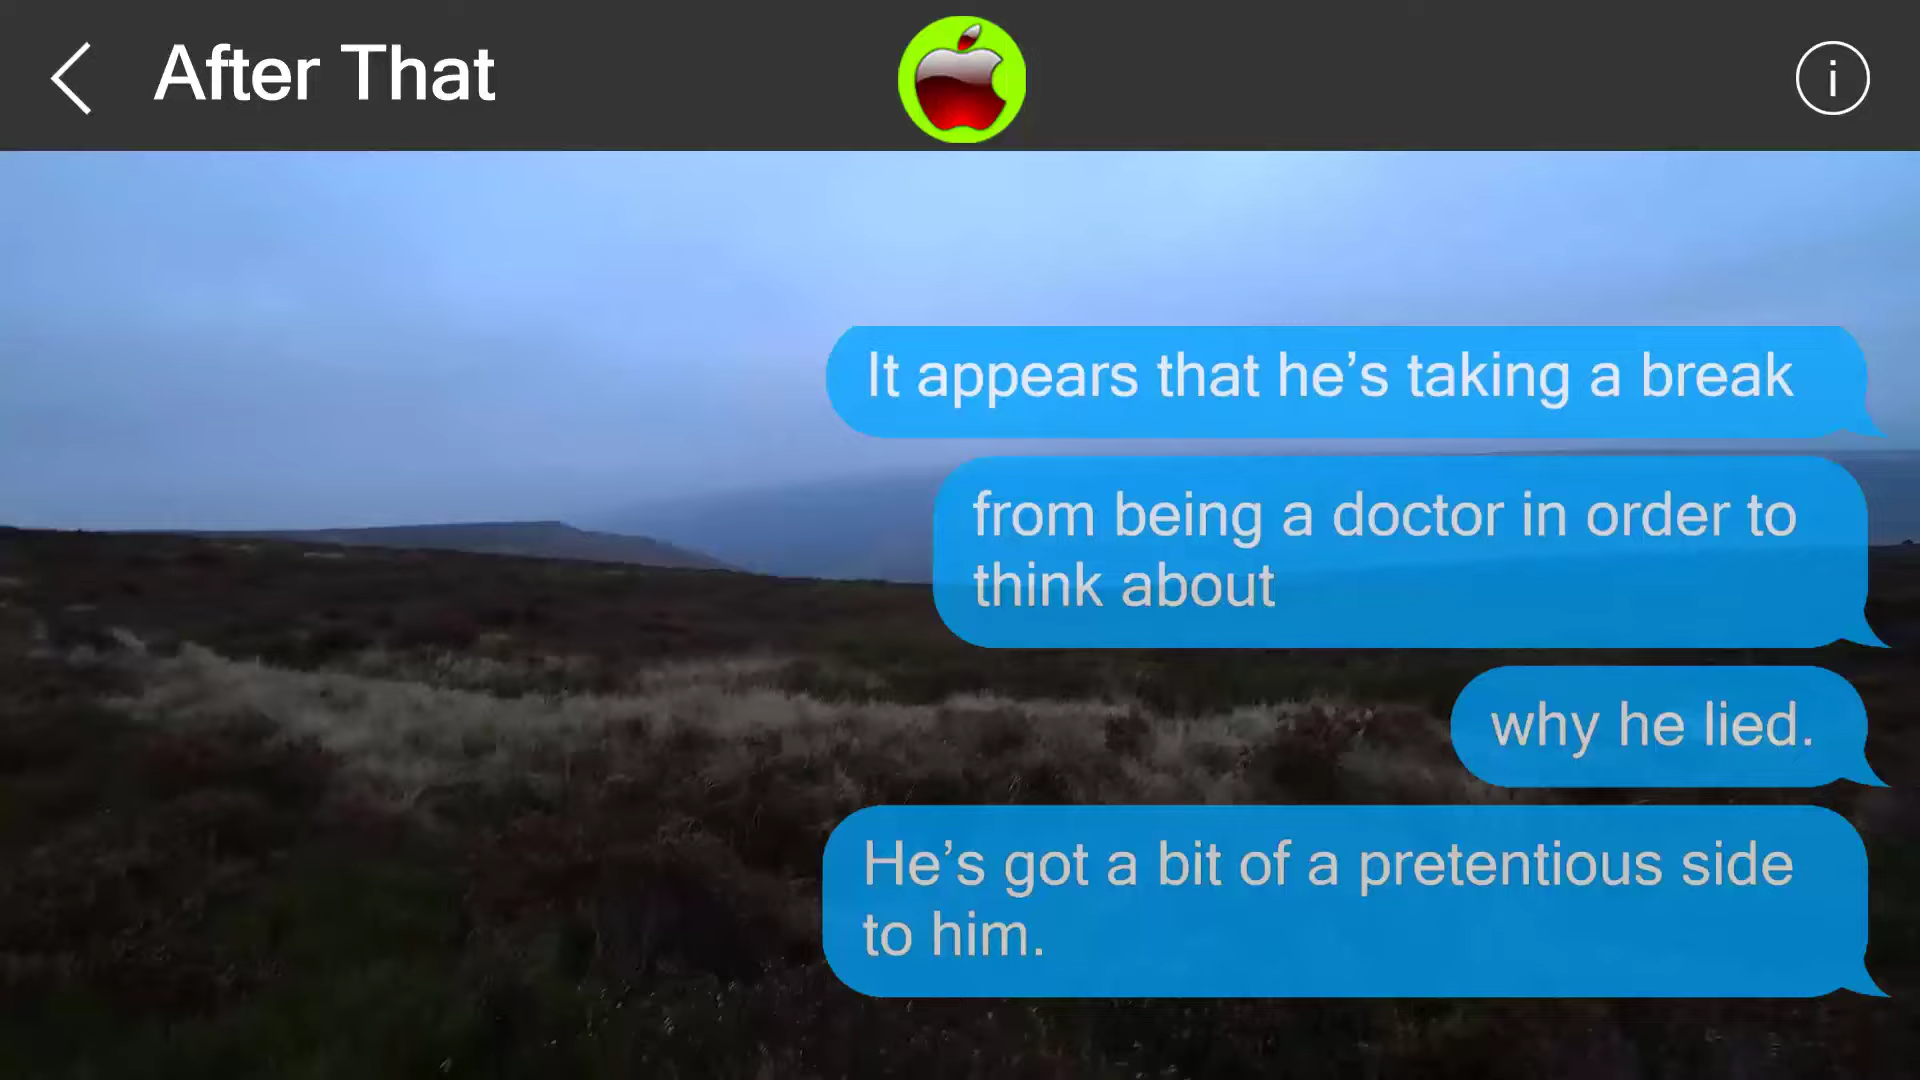 After That
i
It appears that he’s taking a break
from being a doctor in order to
think about
why he lied.
He’s got a bit of a pretentious side
to him.